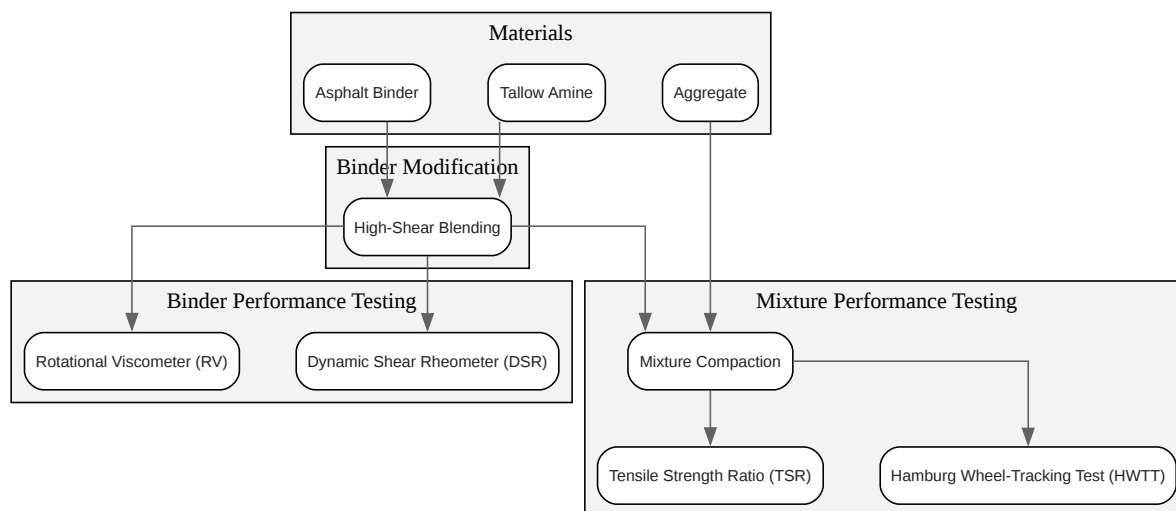 Materials
Asphalt Binder
Tallow Amine
Aggregate
Binder Modification
High-Shear Blending
Binder Performance Testing
Rotational Viscometer (RV)
Dynamic Shear Rheometer (DSR)
Mixture Performance Testing
Mixture Compaction
Tensile Strength Ratio (TSR)
Hamburg Wheel-Tracking Test (HWTT)